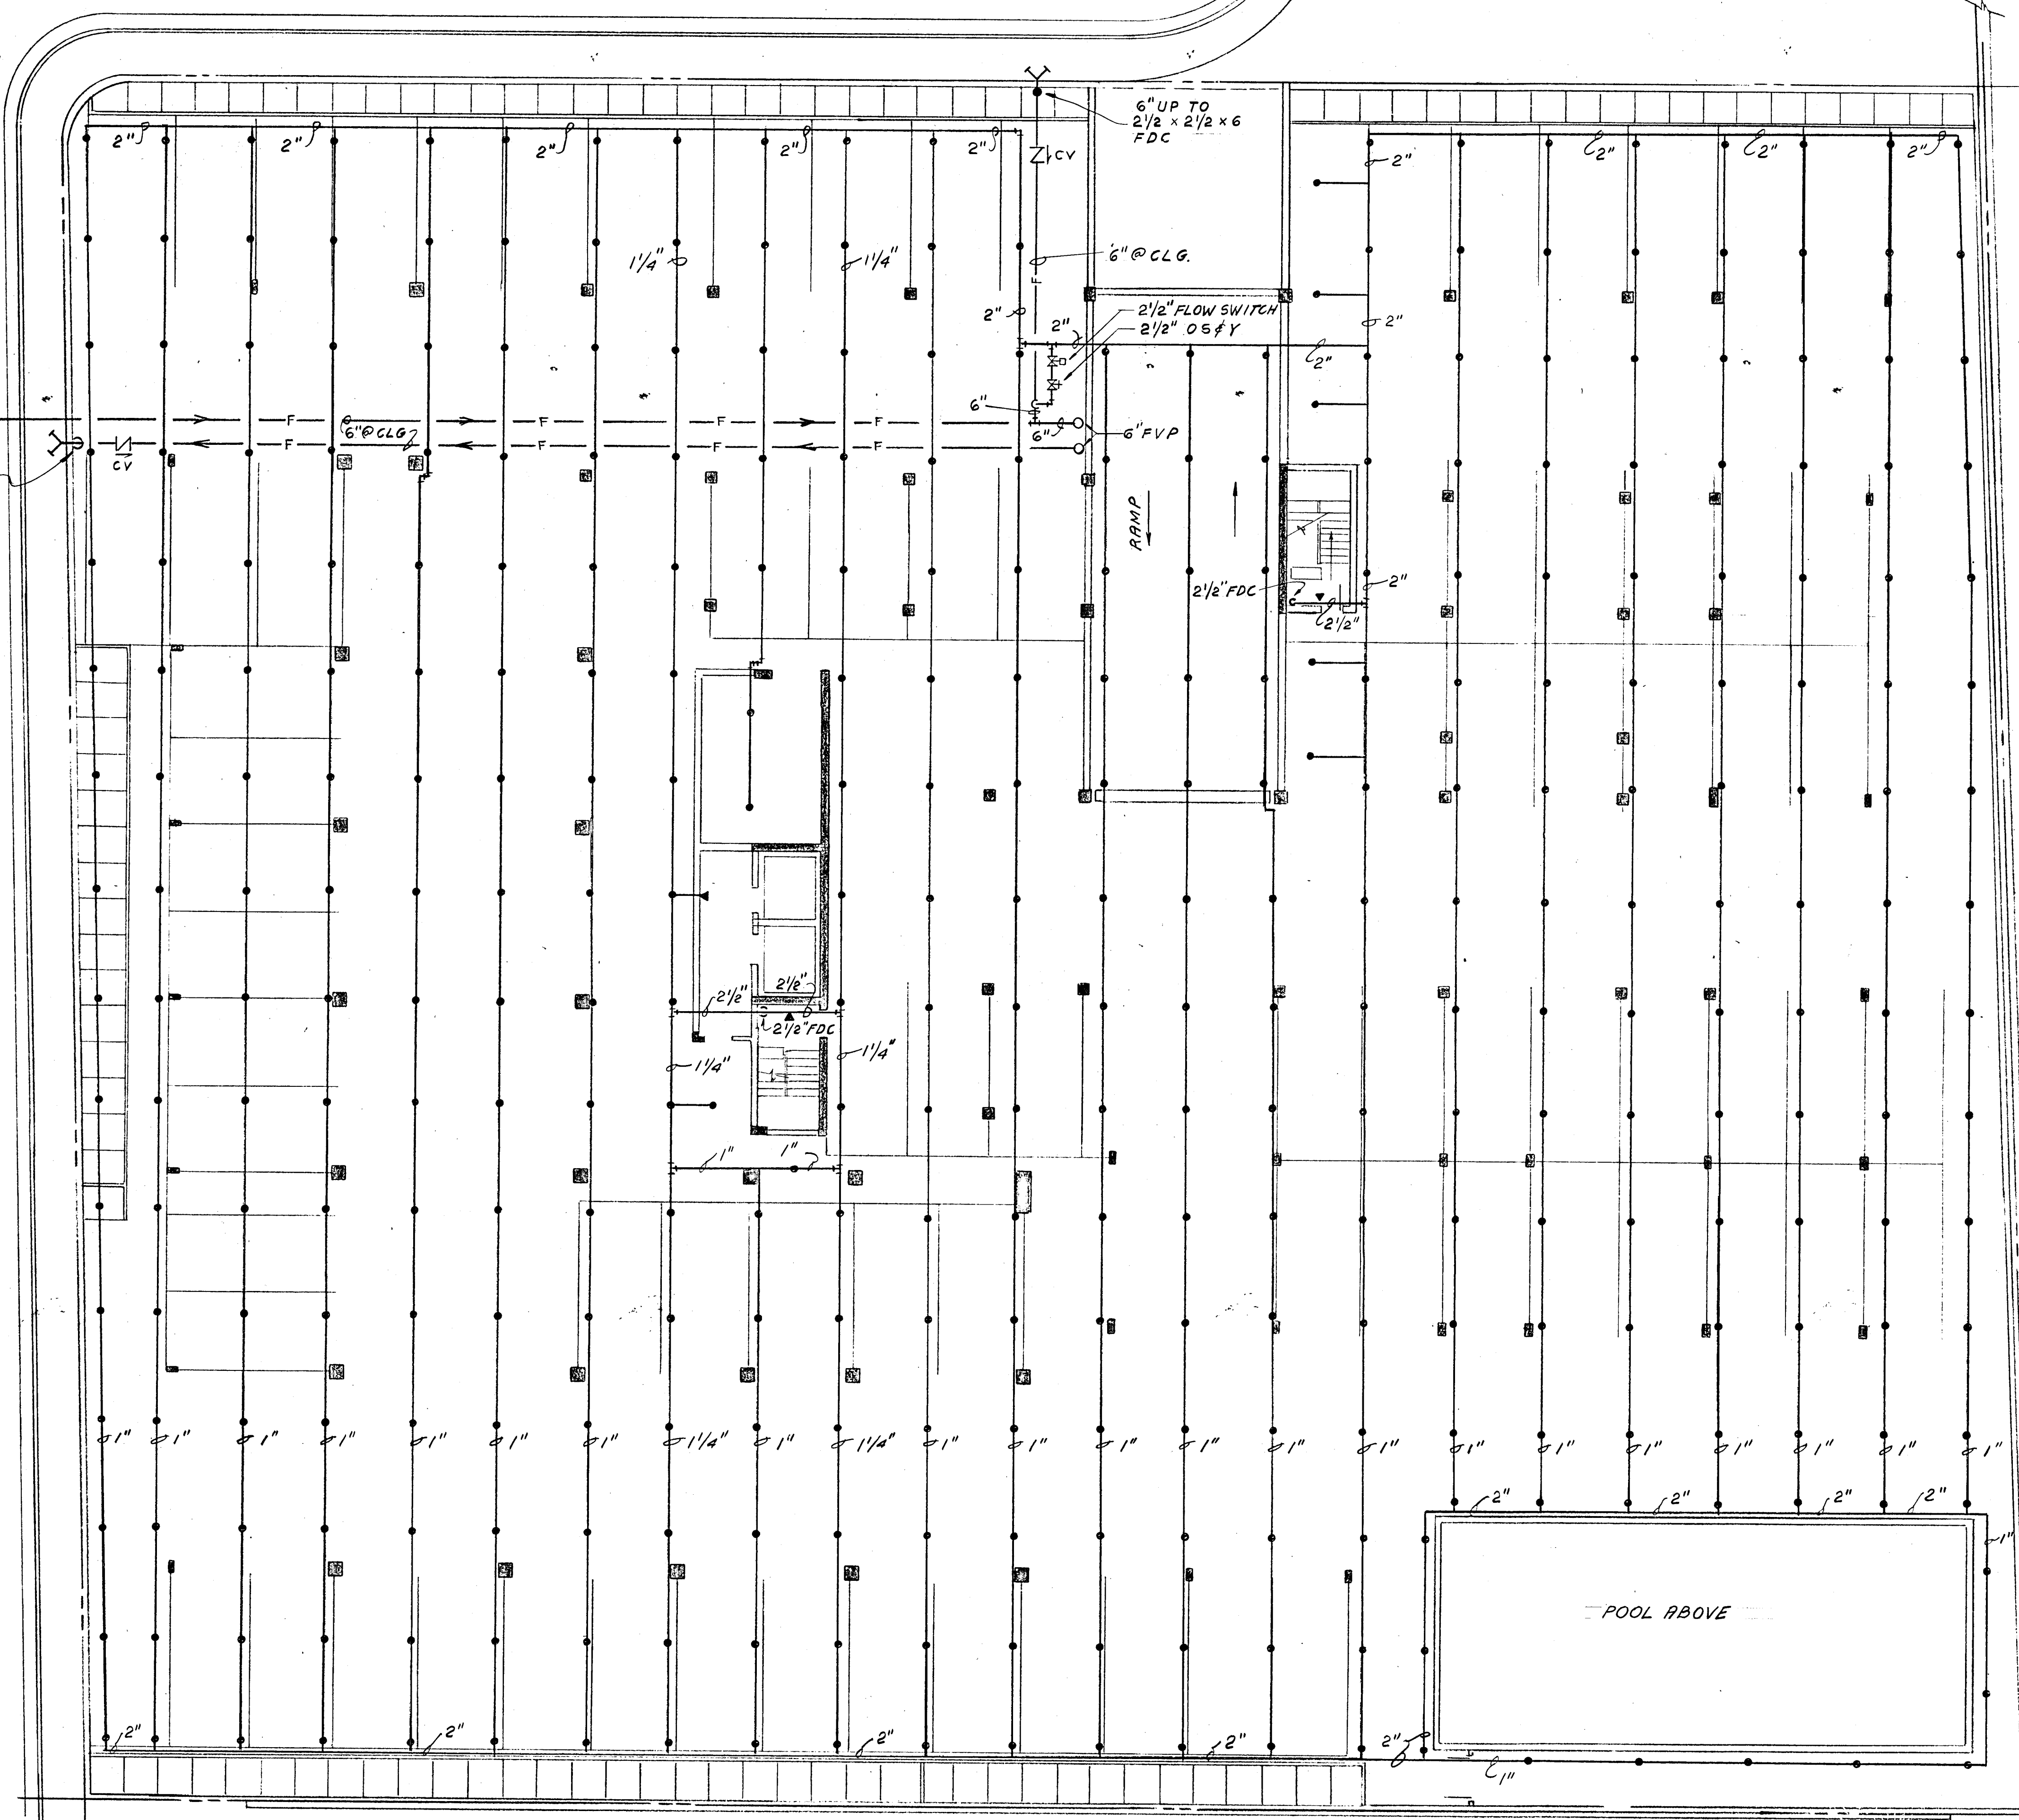 6" UP TO
2 1/2 × 2 1/2 × 6
FDC
2" 2" 2" 2" 2" CV 2" 2" 2" 2"
1 1/4" 1 1/4" 6" @ CLG.
F
2" 2" 2 1/2" FLOW SWITCH 2"
2 1/2" OS&Y
2"
F F F F 6"
6" @ CLG 6" 6" FVP
CV F F F F
RAMP
2 1/2" FDC 2"
2 1/2"
2 1/2" 2 1/2"
2 1/2" FDC
1 1/4" 1 1/4"
1" 1"
1" 1" 1" 1" 1" 1" 1" 1 1/4" 1" 1 1/4" 1" 1" 1" 1" 1" 1" 1" 1" 1" 1" 1" 1" 1"
2" 2" 2" 2"
1"
POOL ABOVE
2" 2" 2" 2" 2"
1"